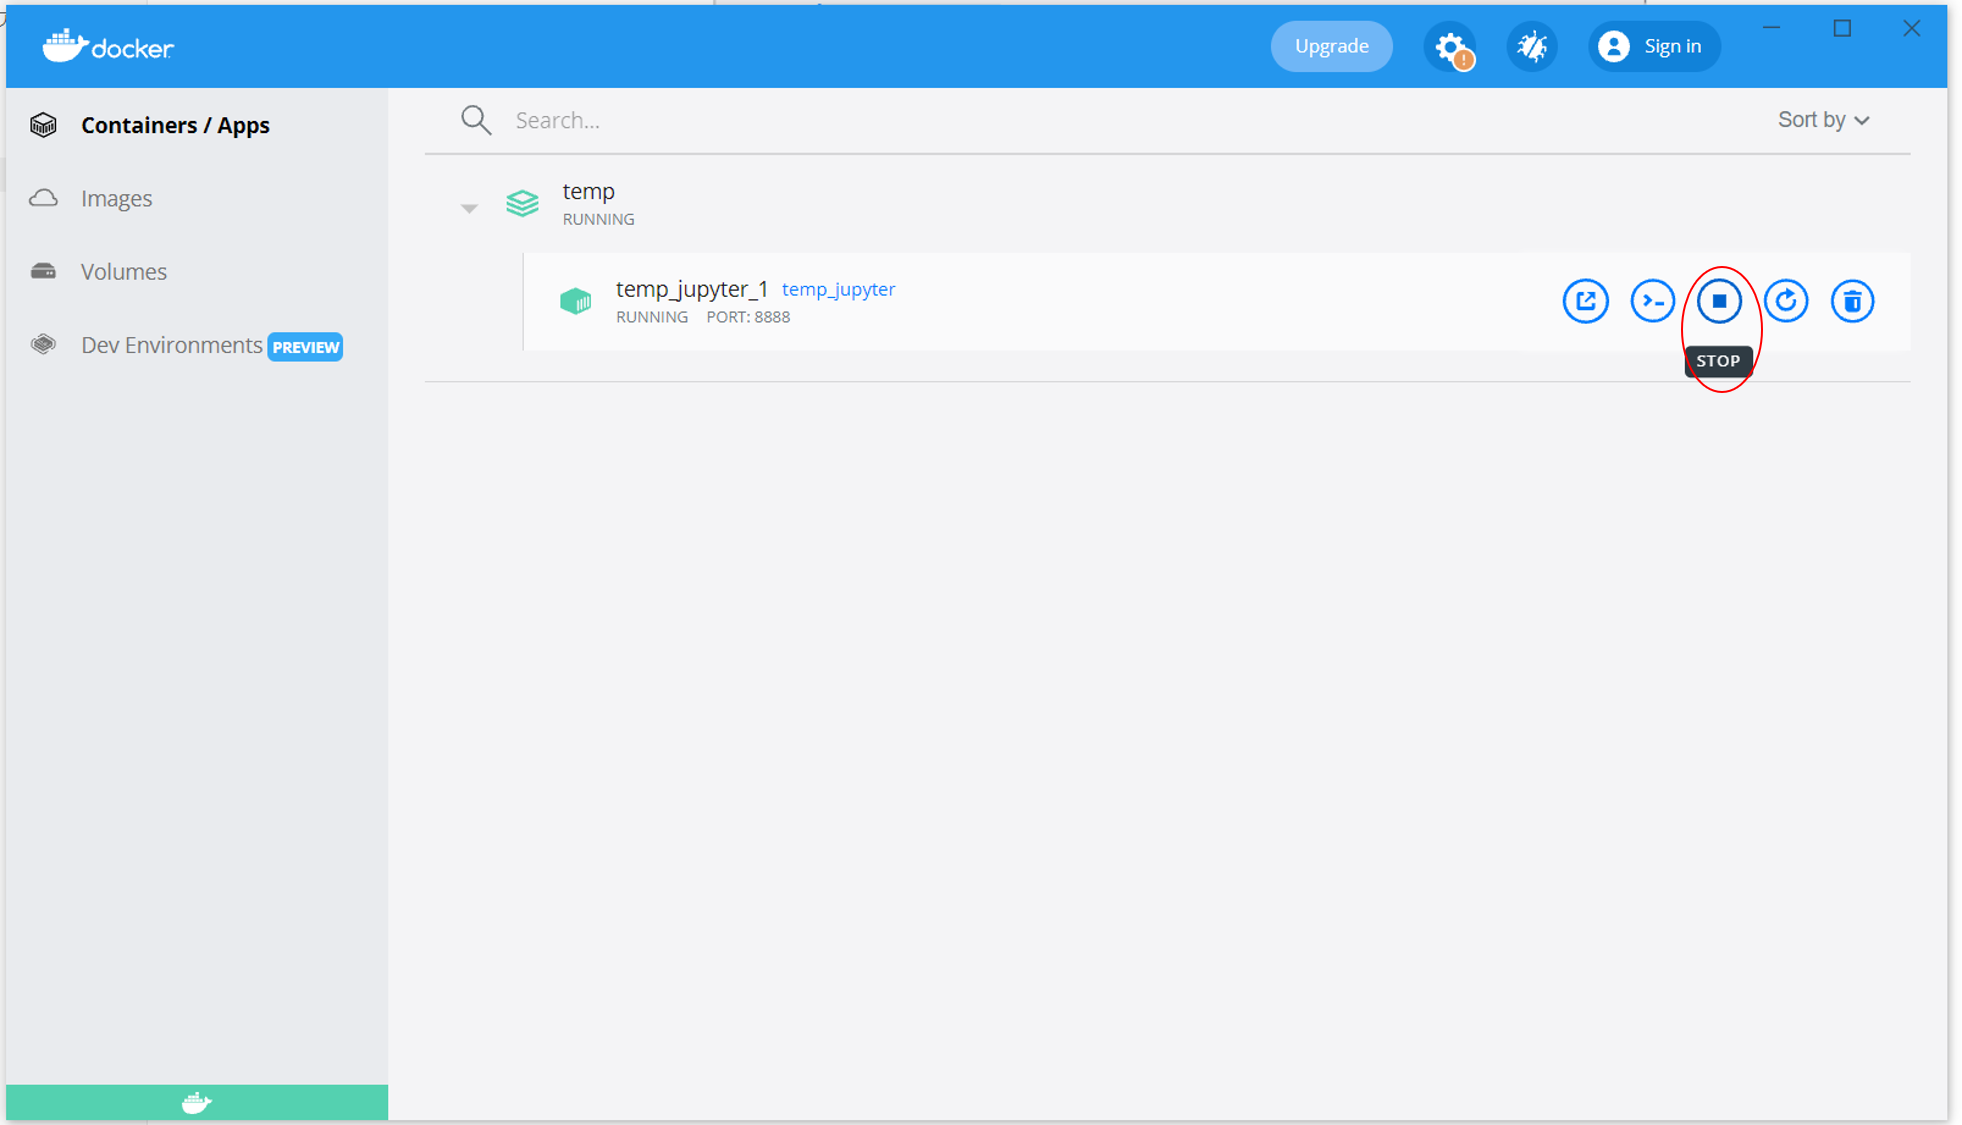 docker
Upgrade
Sign in
Containers / Apps
Images
Volumes
Dev Environments PREVIEW
Search...
Sort by
temp
RUNNING
temp_jupyter_1 temp_jupyter
RUNNING PORT: 8888
STOP